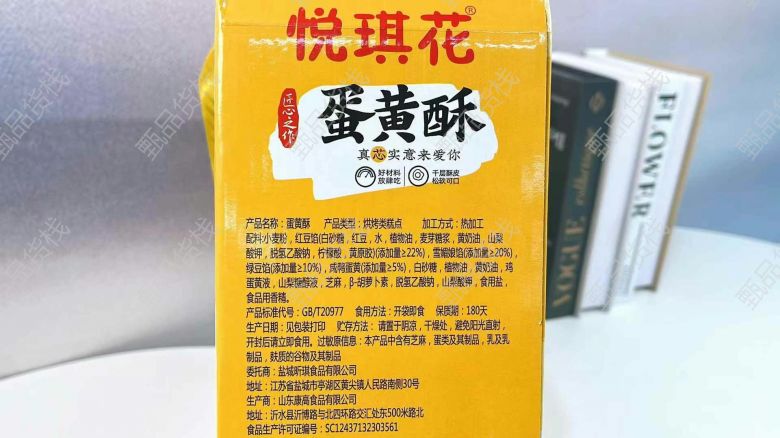 悦琪花®
匠心之作
蛋黄酥
真芯实意来爱你
好材料
放肆吃
千层酥皮
松软可口
产品名称：蛋黄酥 产品类型：烘烤类糕点 加工方式：热加工
配料:小麦粉，红豆馅(白砂糖，红豆，水，植物油，麦芽糖浆，黄奶油，山梨
酸钾，脱氢乙酸钠，柠檬酸，黄原胶)(添加量≥22%)，雪媚娘馅(添加量≥20%)，
绿豆馅(添加量≥10%)，咸鸭蛋黄(添加量≥5%)，白砂糖，植物油，黄奶油，鸡
蛋黄液，山梨糖醇液，芝麻，β-胡萝卜素，脱氢乙酸钠，山梨酸钾，食用盐，
食品用香精。
产品标准代号：GB/T20977 食用方法：开袋即食 保质期：180天
生产日期：见包装打印 贮存方法：请置于阴凉，干燥处，避免阳光直射，
开封后请立即食用。过敏原信息：本产品中含有芝麻，蛋类及其制品，乳及乳
制品，麸质的谷物及其制品
委托商：盐城昕琪食品有限公司
地址：江苏省盐城市亭湖区黄尖镇人民路南侧30号
生产商：山东康高食品有限公司
地址：沂水县沂博路与北四环路交汇处东500米路北
食品生产许可证编号：SC12437132303561
VOGUE
collection
FLOWER
甄品货栈